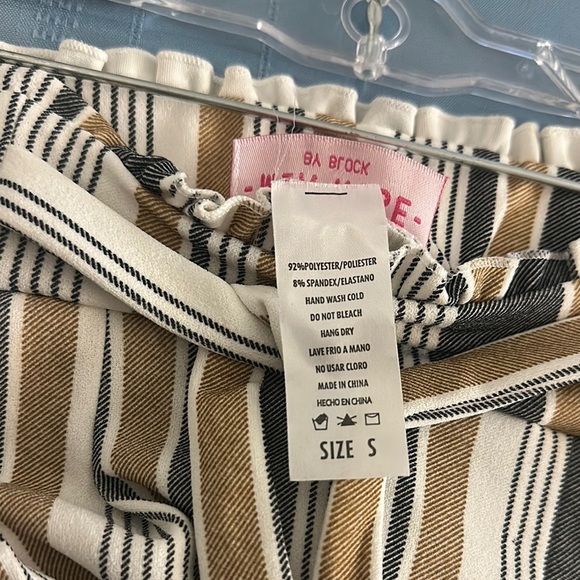 BY BLOCK
92%POLYESTER/POLIESTER
8% SPANDEX/ELASTANO
HAND WASH COLD
DO NOT BLEACH
HANG DRY
LAVE FRIO A MANO
NO USAR CLORO
MADE IN CHINA
HECHO EN CHINA
SIZE S